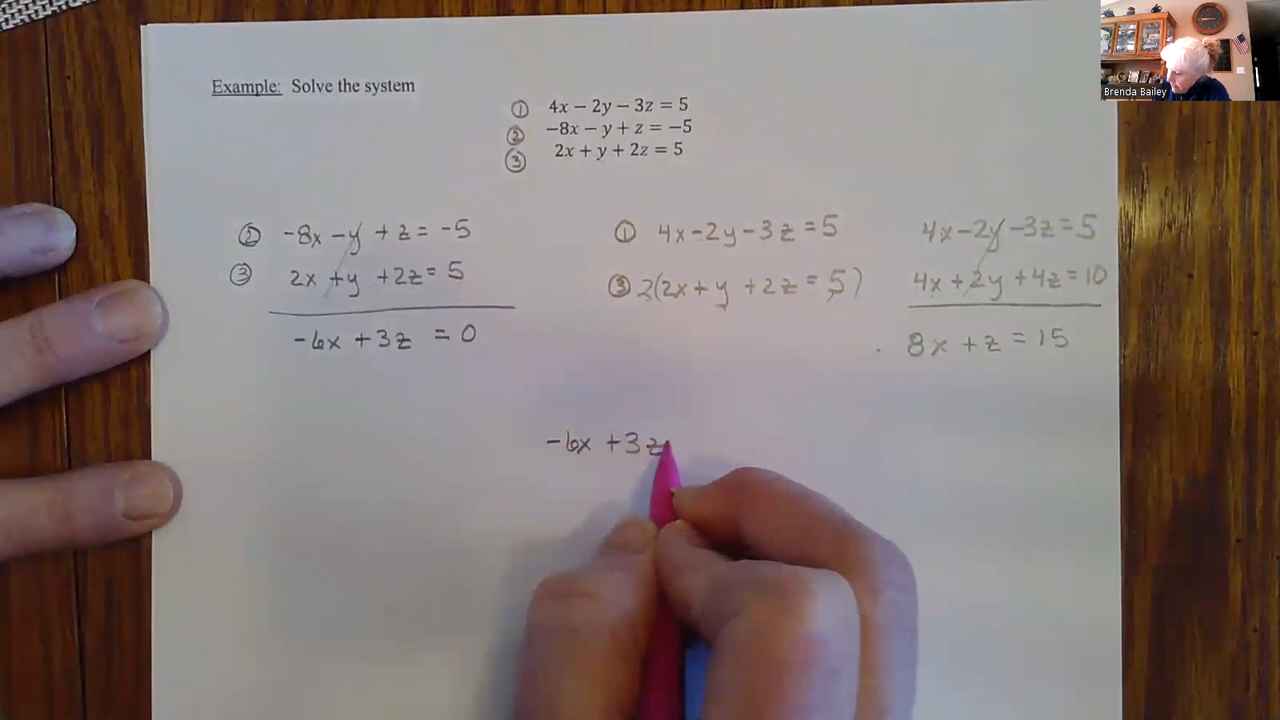 Brenda Bailey
Example: Solve the system
① 4x − 2y − 3z = 5
② −8x − y + z = −5
③ 2x + y + 2z = 5
② -8x -y + z = -5
③ 2x +y +2z = 5
-6x +3z = 0
① 4x-2y-3z = 5
③ 2(2x+y +2z = 5)
4x-2y-3z=5
4x+2y+4z=10
8x +z = 15
-6x +3z